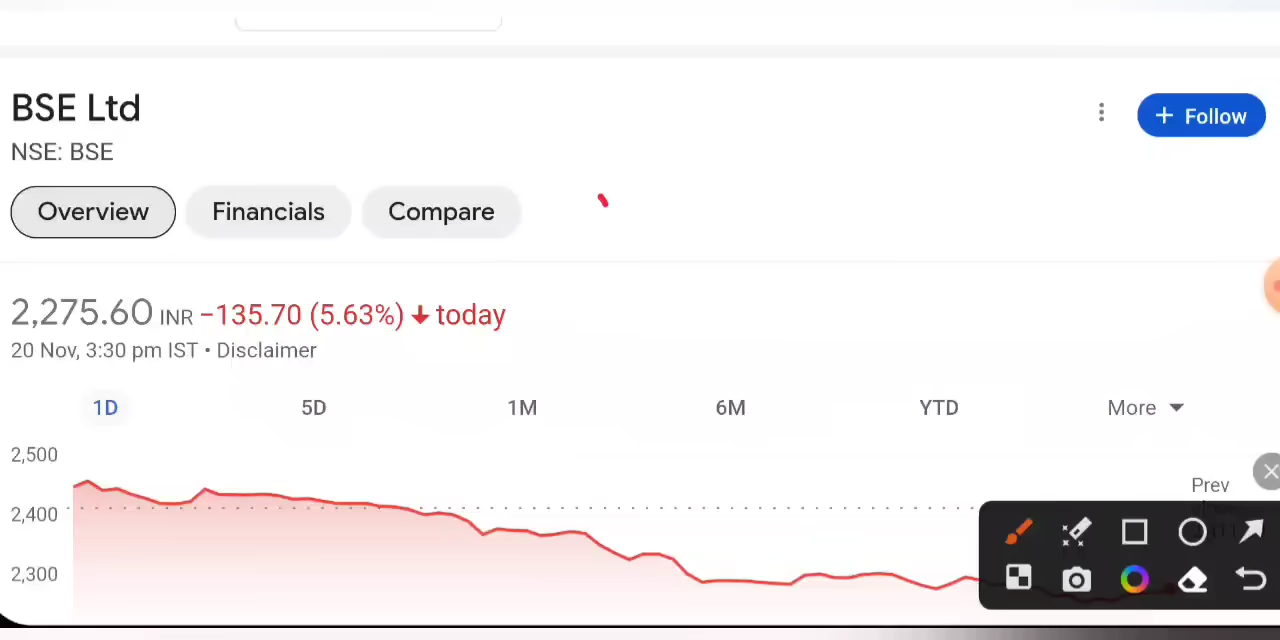 BSE Ltd
+ Follow
NSE: BSE
Overview
Financials
Compare
2,275.60 INR −135.70 (5.63%) ↓ today
20 Nov, 3:30 pm IST • Disclaimer
1D
5D
1M
6M
YTD
More
2,500
Prev
2,400
2,300